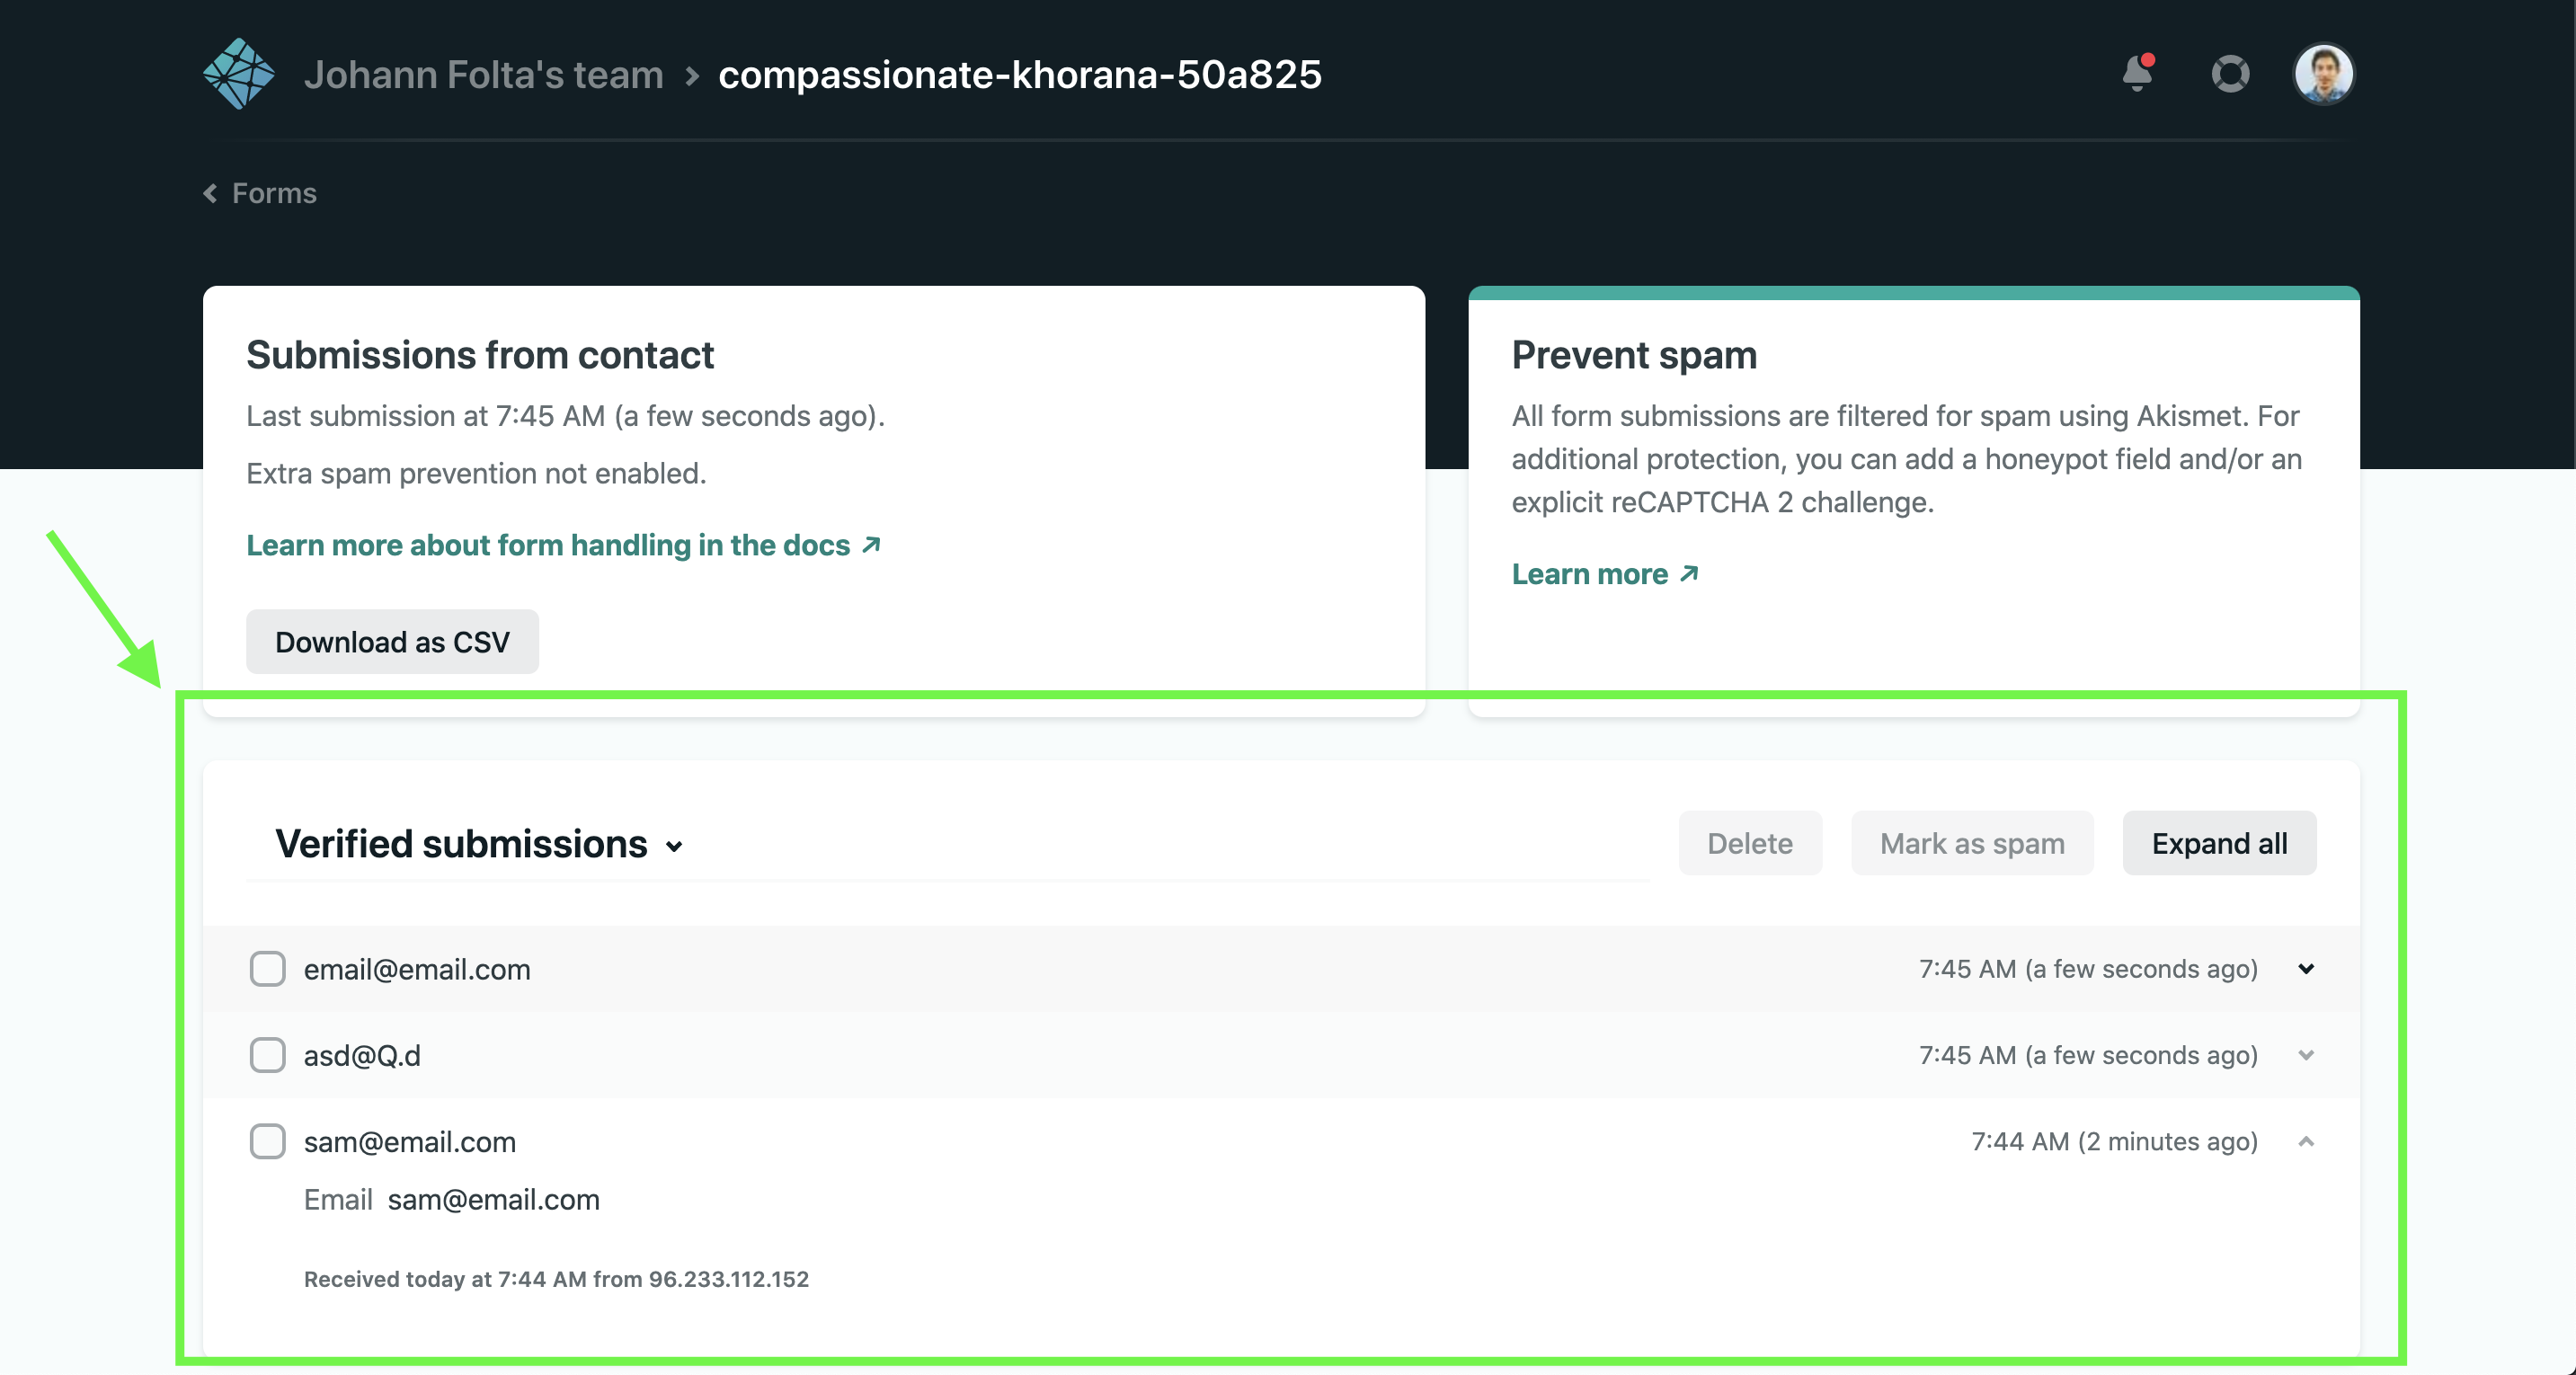 Johann Folta's team > compassionate-khorana-50a825
Forms
Submissions from contact
Last submission at 7:45 AM (a few seconds ago).
Extra spam prevention not enabled.
Learn more about form handling in the docs
Download as CSV
Prevent spam
All form submissions are filtered for spam using Akismet. For
additional protection, you can add a honeypot field and/or an
explicit reCAPTCHA 2 challenge.
Learn more
Verified submissions
Delete
Mark as spam
Expand all
email@email.com 7:45 AM (a few seconds ago)
asd@Q.d 7:45 AM (a few seconds ago)
sam@email.com 7:44 AM (2 minutes ago)
Email sam@email.com
Received today at 7:44 AM from 96.233.112.152